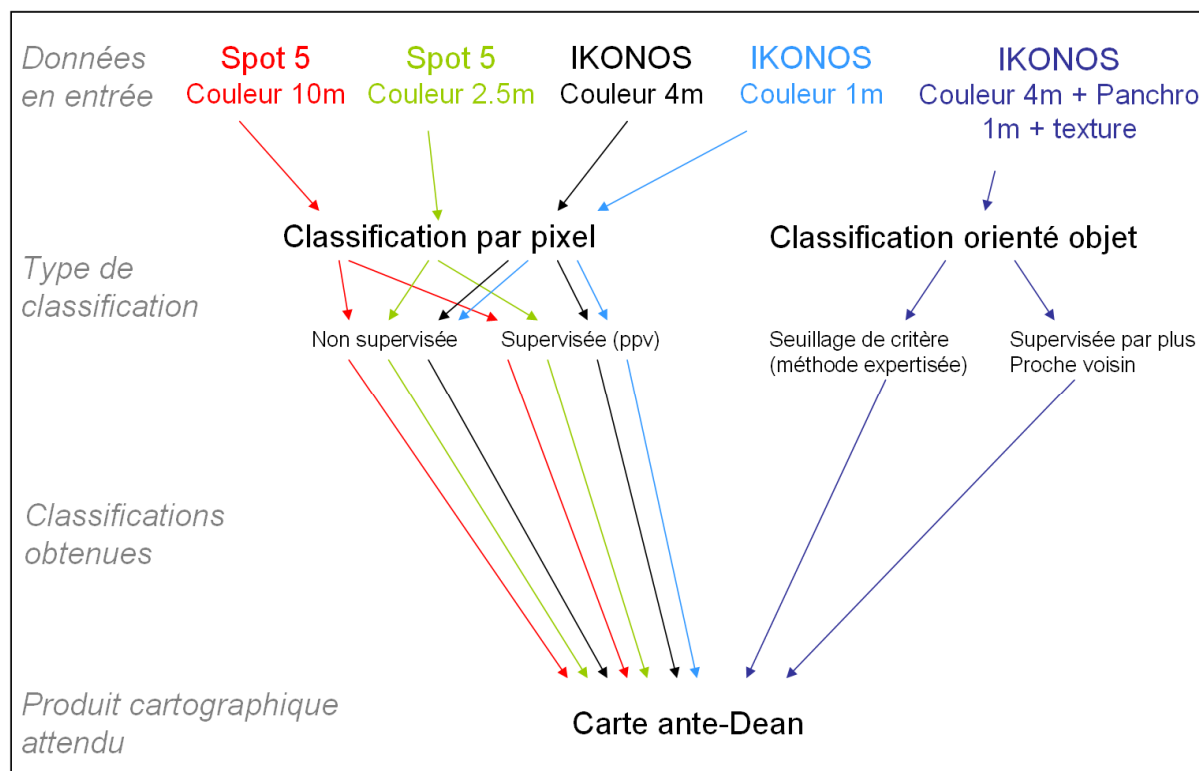 Données
en entrée
Spot 5
Couleur 10m
Spot 5
Couleur 2.5m
IKONOS
Couleur 4m
IKONOS
Couleur 1m
IKONOS
Couleur 4m + Panchro
1m + texture
Type de
classification
Classification par pixel
Classification orienté objet
Non supervisée
Supervisée (ppv)
Seuillage de critère
(méthode expertisée)
Supervisée par plus
Proche voisin
Classifications
obtenues
Produit cartographique
attendu
Carte ante-Dean